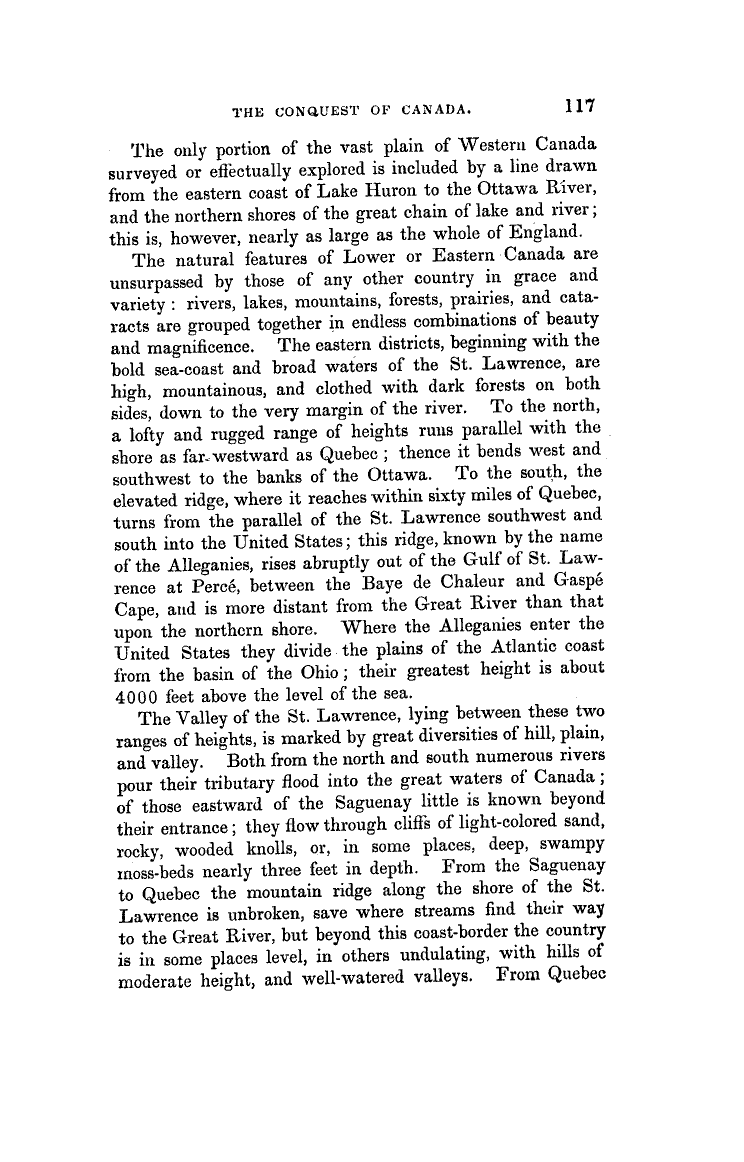 THE CONQUEST OF CANADA. 117
The only portion of the vast plain of Western Canada
surveyed or effectually explored is included by a line drawn
from the eastern coast of Lake Huron to the Ottawa River,
and the northern shores of the great chain of lake and river;
this is, however, nearly as large as the whole of England.
The natural features of Lower or Eastern Canada are
unsurpassed by those of any other country in grace and
variety: rivers, lakes, mountains, forests, prairies, and cata-
racts are grouped together in endless combinations of beauty
and magnificence. The eastern districts, beginning with the
bold sea-coast and broad waters of the St. Lawrence, are
high, mountainous, and clothed with dark forests on both
sides, down to the very margin of the river. To the north,
a lofty and rugged range of heights runs parallel with the
shore as far westward as Quebec; thence it bends west and
southwest to the banks of the Ottawa. To the south, the
elevated ridge, where it reaches within sixty miles of Quebec,
turns from the parallel of the St. Lawrence southwest and
south into the United States; this ridge, known by the name
of the Alleganies, rises abruptly out of the Gulf of St. Law-
rence at Percé, between the Baye de Chaleur and Gaspé
Cape, and is more distant from the Great River than that
upon the northern shore. Where the Alleganies enter the
United States they divide the plains of the Atlantic coast
from the basin of the Ohio; their greatest height is about
4000 feet above the level of the sea.
The Valley of the St. Lawrence, lying between these two
ranges of heights, is marked by great diversities of hill, plain,
and valley. Both from the north and south numerous rivers
pour their tributary flood into the great waters of Canada;
of those eastward of the Saguenay little is known beyond
their entrance; they flow through cliffs of light-colored sand,
rocky, wooded knolls, or, in some places, deep, swampy
moss-beds nearly three feet in depth. From the Saguenay
to Quebec the mountain ridge along the shore of the St.
Lawrence is unbroken, save where streams find their way
to the Great River, but beyond this coast-border the country
is in some places level, in others undulating, with hills of
moderate height, and well-watered valleys. From Quebec